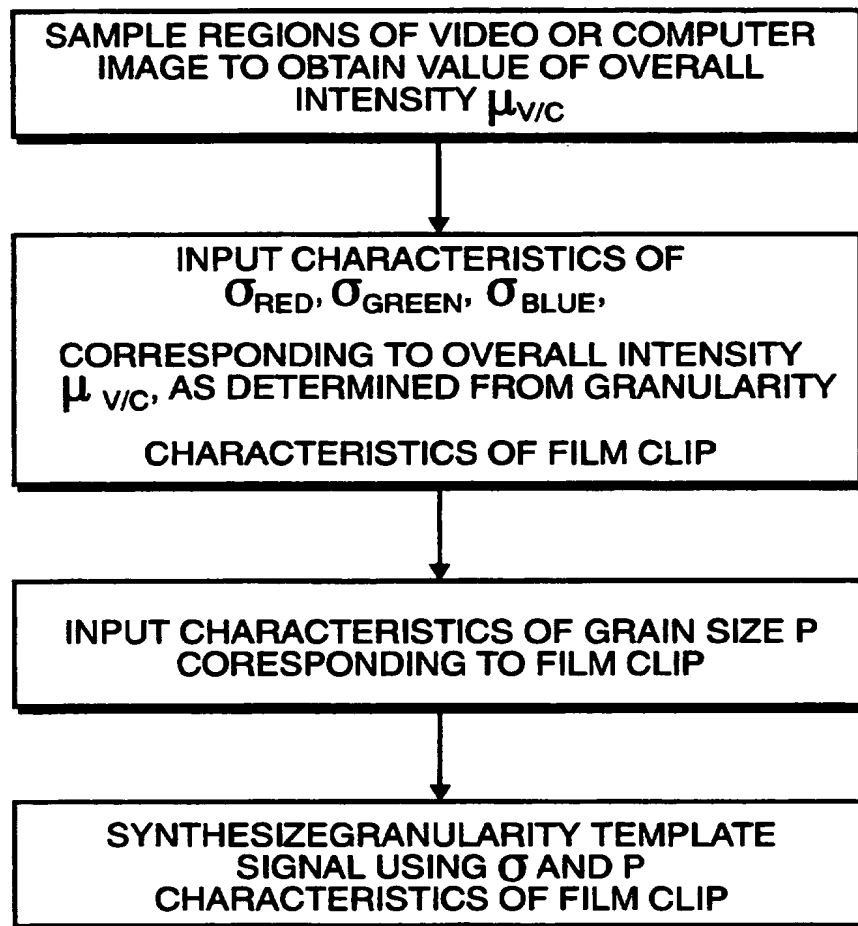 SAMPLE REGIONS OF VIDEO OR COMPUTER
IMAGE TO OBTAIN VALUE OF OVERALL
INTENSITY μV/C
INPUT CHARACTERISTICS OF
σRED, σGREEN, σBLUE,
CORRESPONDING TO OVERALL INTENSITY
μ V/C, AS DETERMINED FROM GRANULARITY
CHARACTERISTICS OF FILM CLIP
INPUT CHARACTERISTICS OF GRAIN SIZE P
CORESPONDING TO FILM CLIP
SYNTHESIZEGRANULARITY TEMPLATE
SIGNAL USING σ AND P
CHARACTERISTICS OF FILM CLIP